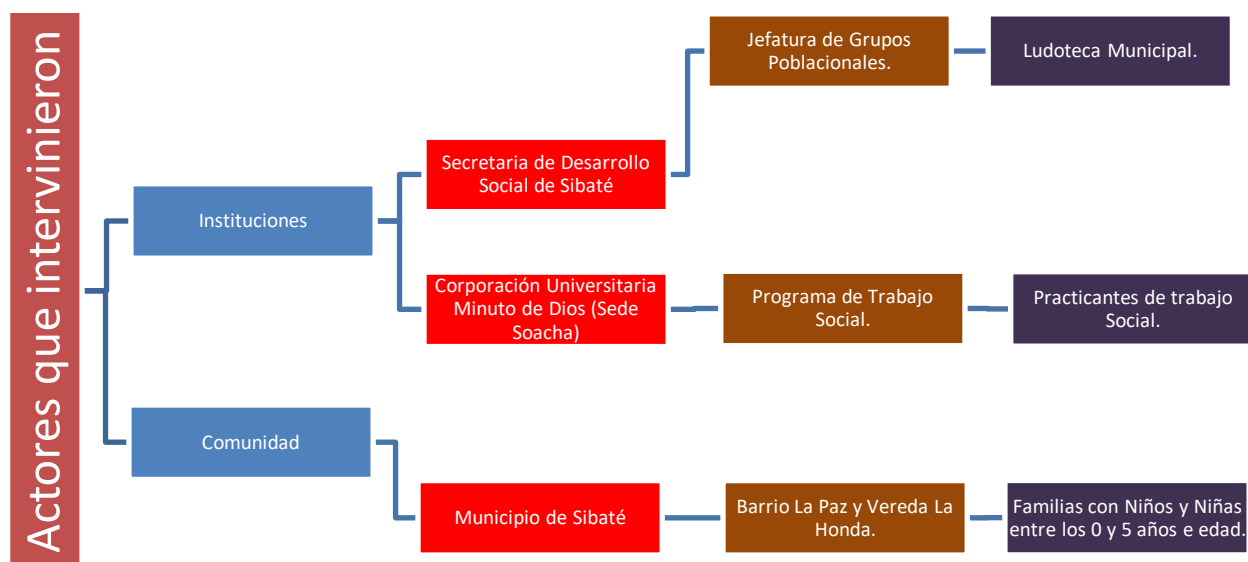 Actores que intervinieron
Instituciones
Secretaria de Desarrollo
Social de Sibaté
Jefatura de Grupos
Poblacionales.
Ludoteca Municipal.
Corporación Universitaria
Minuto de Dios (Sede
Soacha)
Programa de Trabajo
Social.
Practicantes de trabajo
Social.
Comunidad
Municipio de Sibaté
Barrio La Paz y Vereda La
Honda.
Familias con Niños y Niñas
entre los 0 y 5 años e edad.